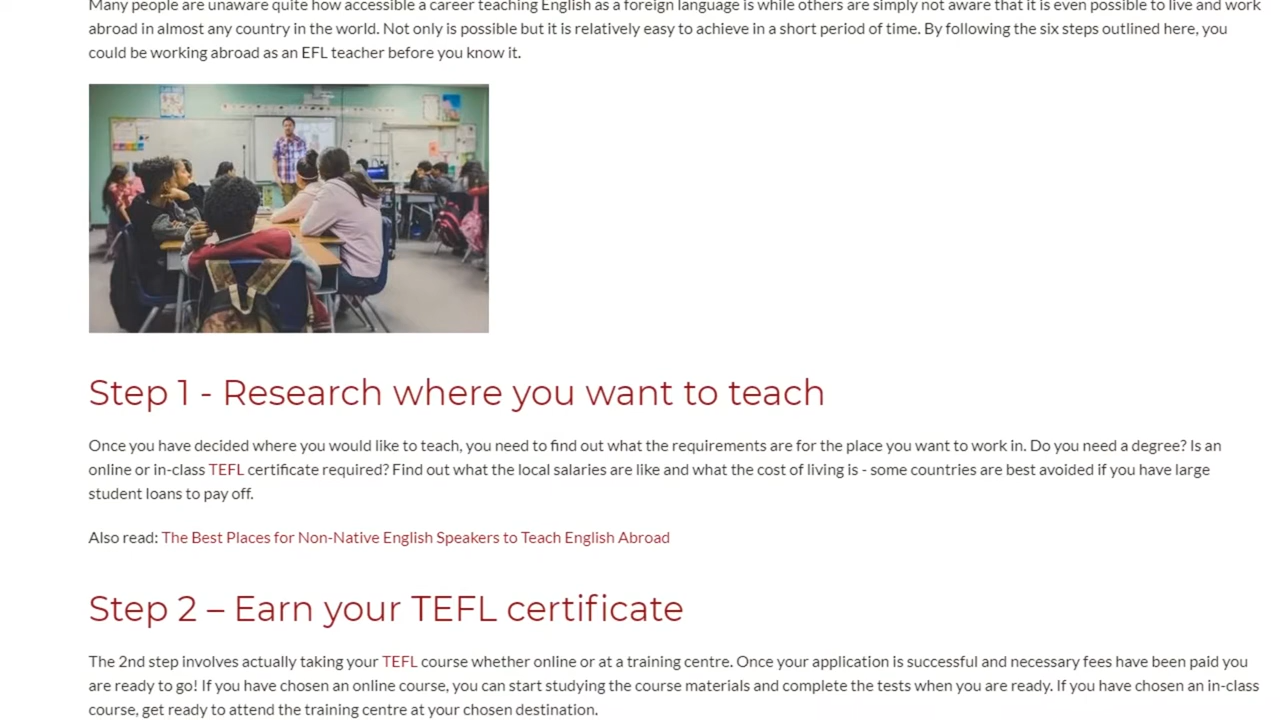 Many people are unaware quite how accessible a career teaching English as a foreign language is while others are simply not aware that it is even possible to live and work
abroad in almost any country in the world. Not only is possible but it is relatively easy to achieve in a short period of time. By following the six steps outlined here, you
could be working abroad as an EFL teacher before you know it.
Step 1 - Research where you want to teach
Once you have decided where you would like to teach, you need to find out what the requirements are for the place you want to work in. Do you need a degree? Is an
online or in-class TEFL certificate required? Find out what the local salaries are like and what the cost of living is - some countries are best avoided if you have large
student loans to pay off.
Also read: The Best Places for Non-Native English Speakers to Teach English Abroad
Step 2 – Earn your TEFL certificate
The 2nd step involves actually taking your TEFL course whether online or at a training centre. Once your application is successful and necessary fees have been paid you
are ready to go! If you have chosen an online course, you can start studying the course materials and complete the tests when you are ready. If you have chosen an in-class
course, get ready to attend the training centre at your chosen destination.